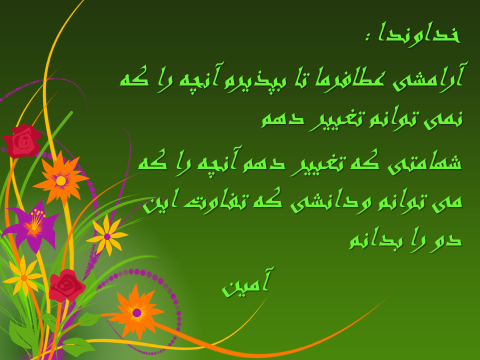 خداوندا :
آرامشی عطافرما تا بپذیرم آنچه را که
نمی توانم تغییر دهم
شهامتی که تغییر دهم آنچه را که
می توانم ودانشی که تفاوت این
دو را بدانم
آمین